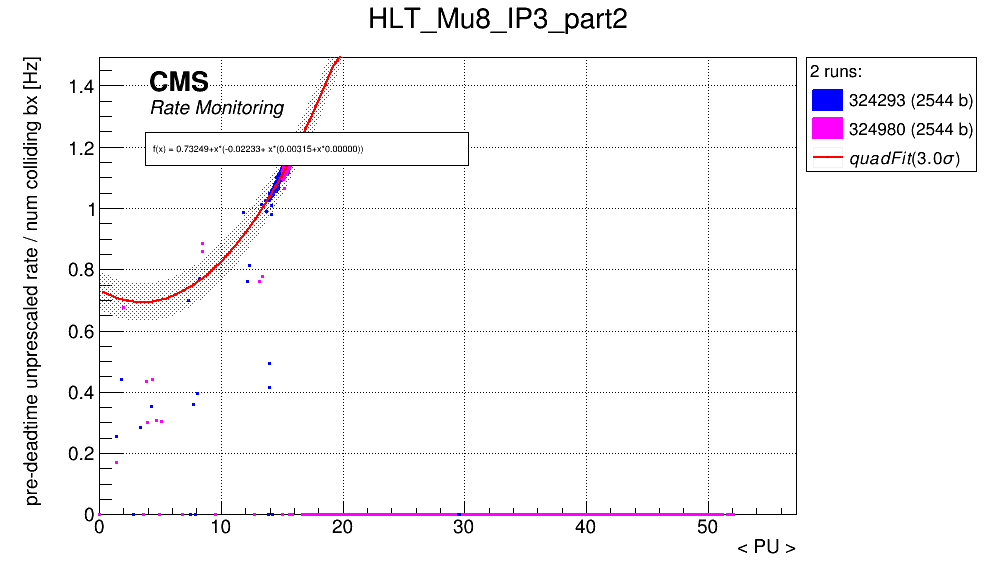 HLT_Mu8_IP3_part2
pre-deadtime unprescaled rate / num colliding bx [Hz]
1.4
1.2
1
0.8
0.6
0.4
0.2
0
CMS
Rate Monitoring
f(x) = 0.73249+x*(-0.02233+ x*(0.00315+x*0.00000))
0 10 20 30 40 50
< PU >
2 runs:
324293 (2544 b)
324980 (2544 b)
quadFit(3.0σ)